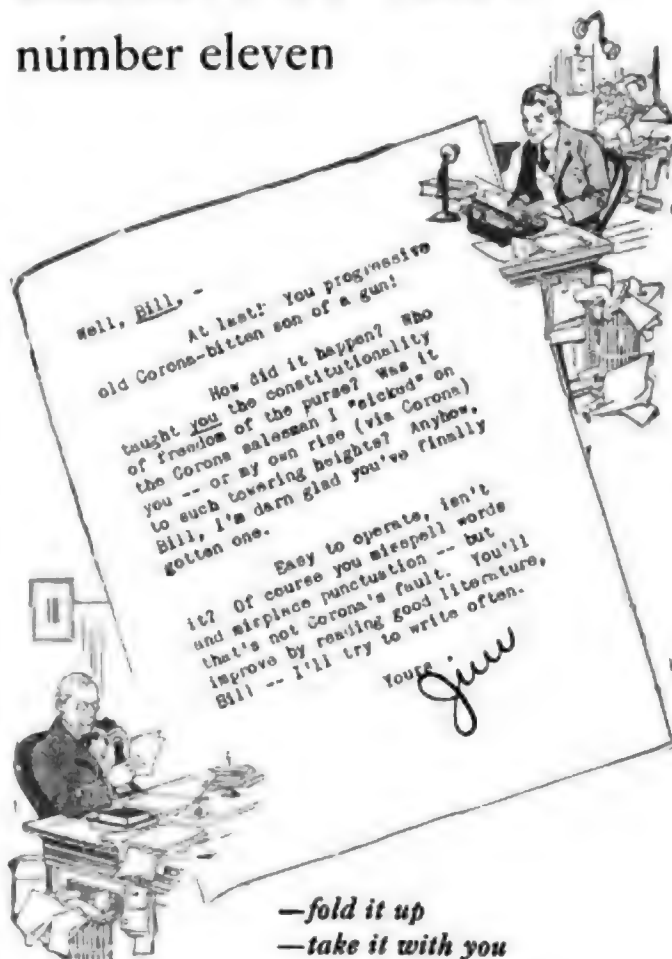 number eleven
Well, Bill, -
At last! You progressive
old Corona-bitten son of a gun!
How did it happen? Who
taught you the constitutionality
of freedom of the purse? Was it
the Corona salesman I "sicked" on
you -- or my own rise (via Corona)
to such towering heights? Anyhow,
Bill, I'm darn glad you've finally
gotten one.
Easy to operate, isn't
it? Of course you misspell words
and misplace punctuation -- but
that's not Corona's fault. You'll
improve by reading good literature,
Bill -- I'll try to write often.
Yours
Jim
—fold it up
—take it with you